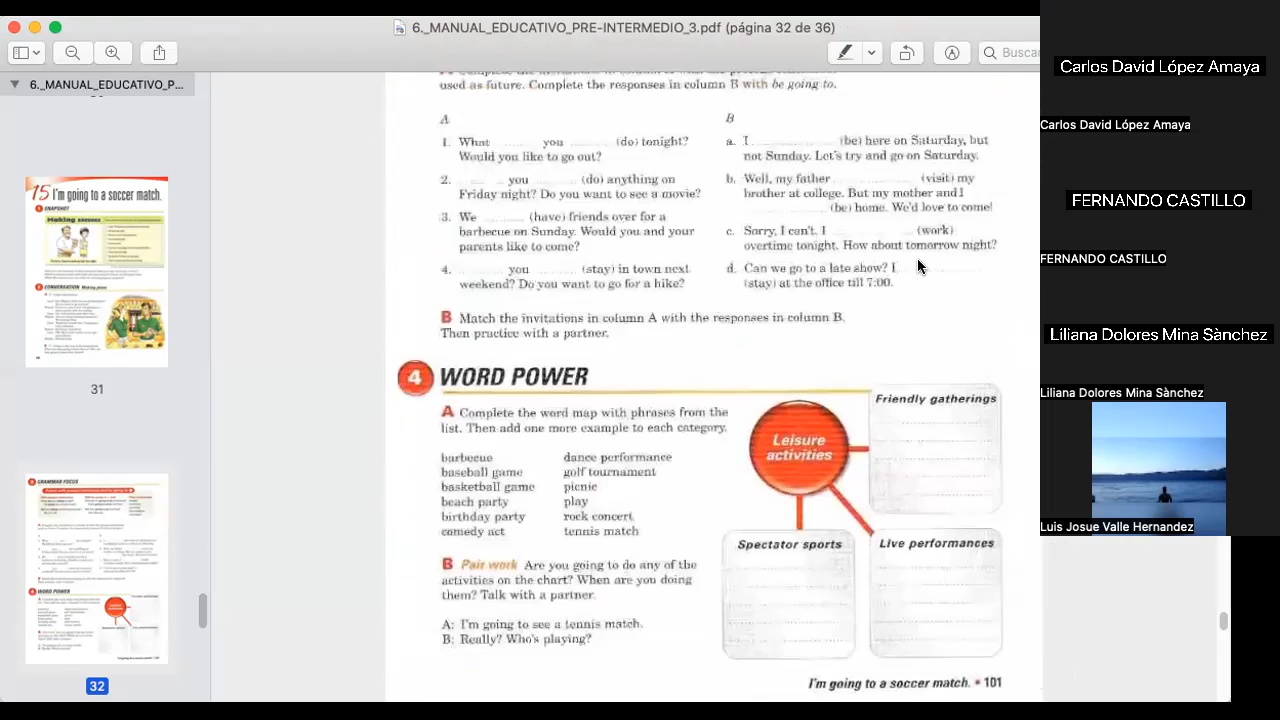 6._MANUAL_EDUCATIVO_PRE-INTERMEDIO_3.pdf (página 32 de 36)
Buscar
6._MANUAL_EDUCATIVO_P...
15 I'm going to a soccer match.
SNAPSHOT
Making excuses
CONVERSATION Making plans
31
GRAMMAR FOCUS
WORD POWER
32
used as future. Complete the responses in column B with be going to.
A
1. What you (do) tonight?
Would you like to go out?
2. you (do) anything on
Friday night? Do you want to see a movie?
3. We (have) friends over for a
barbecue on Sunday. Would you and your
parents like to come?
4. you (stay) in town next
weekend? Do you want to go for a hike?
B
a. I (be) here on Saturday, but
not Sunday. Let's try and go on Saturday.
b. Well, my father (visit) my
brother at college. But my mother and I
(be) home. We'd love to come!
c. Sorry, I can't. I (work)
overtime tonight. How about tomorrow night?
d. Can we go to a late show? I
(stay) at the office till 7:00.
B Match the invitations in column A with the responses in column B.
Then practice with a partner.
4 WORD POWER
A Complete the word map with phrases from the
list. Then add one more example to each category.
barbecue dance performance
baseball game golf tournament
basketball game picnic
beach party play
birthday party rock concert
comedy act tennis match
B Are you going to do any of the
activities on the chart? When are you doing
them? Talk with a partner.
A: I'm going to see a tennis match.
B: Really? Who's playing?
Leisure
activities
Friendly gatherings
Spectator sports
Live performances
I'm going to a soccer match. • 101
Carlos David López Amaya
Carlos David López Amaya
FERNANDO CASTILLO
FERNANDO CASTILLO
Liliana Dolores Mina Sànchez
Liliana Dolores Mina Sànchez
Luis Josue Valle Hernandez